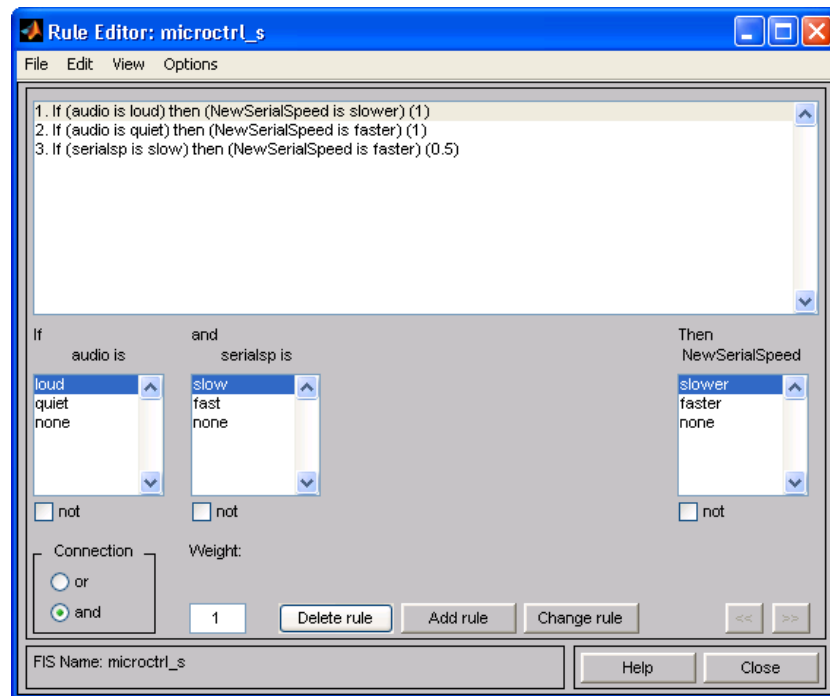 Rule Editor: microctrl_s
File Edit View Options
1. If (audio is loud) then (NewSerialSpeed is slower) (1)
2. If (audio is quiet) then (NewSerialSpeed is faster) (1)
3. If (serialsp is slow) then (NewSerialSpeed is faster) (0.5)
If and Then
audio is serialsp is NewSerialSpeed
loud slow slower
quiet fast faster
none none none
not not not
Connection Weight:
or
and 1 Delete rule Add rule Change rule << >>
FIS Name: microctrl_s Help Close